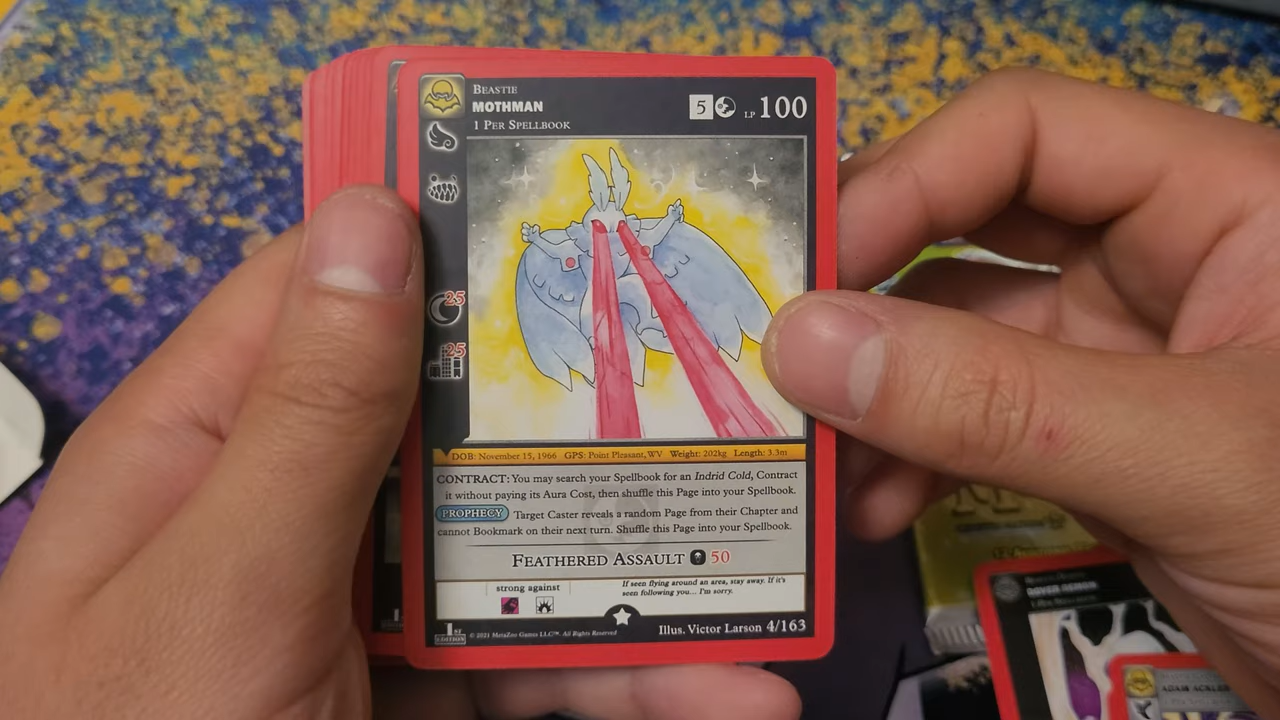 BEASTIE
MOTHMAN
5 LP 100
1 PER SPELLBOOK
25
25
DOB: November 15, 1966 GPS: Point Pleasant, WV Weight: 202kg Length: 3.3m
CONTRACT: You may search your Spellbook for an Indrid Cold, Contract
it without paying its Aura Cost, then shuffle this Page into your Spellbook.
PROPHECY Target Caster reveals a random Page from their Chapter and
cannot Bookmark on their next turn. Shuffle this Page into your Spellbook.
FEATHERED ASSAULT 50
strong against
If seen flying around an area, stay away. If it's
seen following you... I'm sorry.
1ST
EDITION
© 2021 MetaZoo Games LLC™. All Rights Reserved
Illus. Victor Larson 4/163
DOVER DEMON